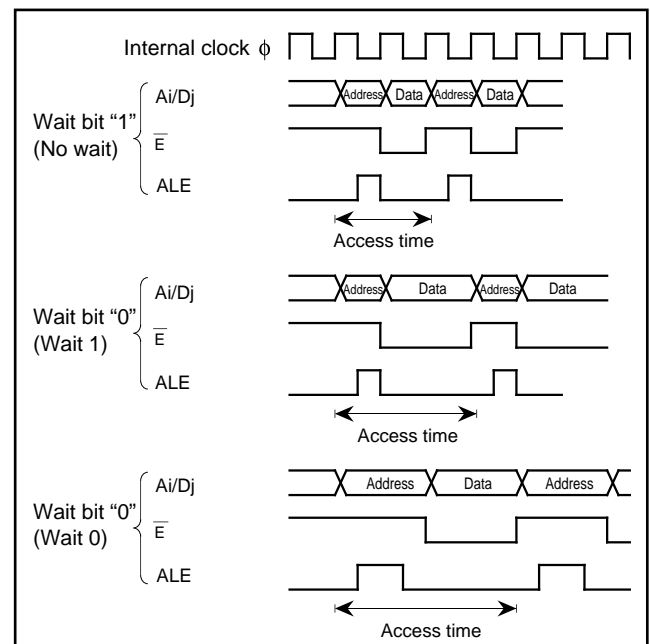 Internal clock ϕ
Wait bit “1”
(No wait)
Ai/Dj
Address Data Address Data
E̅
ALE
Access time
Wait bit “0”
(Wait 1)
Ai/Dj
Address Data Address Data
E̅
ALE
Access time
Wait bit “0”
(Wait 0)
Ai/Dj
Address Data Address
E̅
ALE
Access time